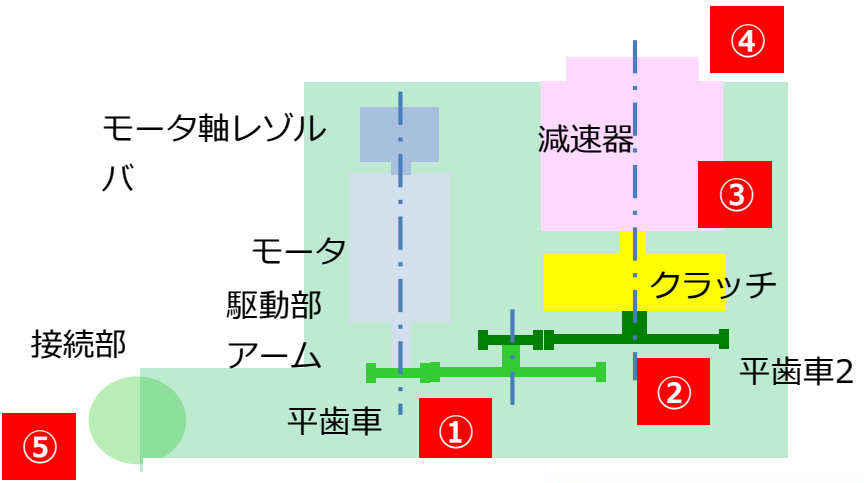 ④
モータ軸レゾル
バ
減速器
③
モータ
クラッチ
駆動部
アーム
接続部
平歯車2
②
平歯車
①
⑤